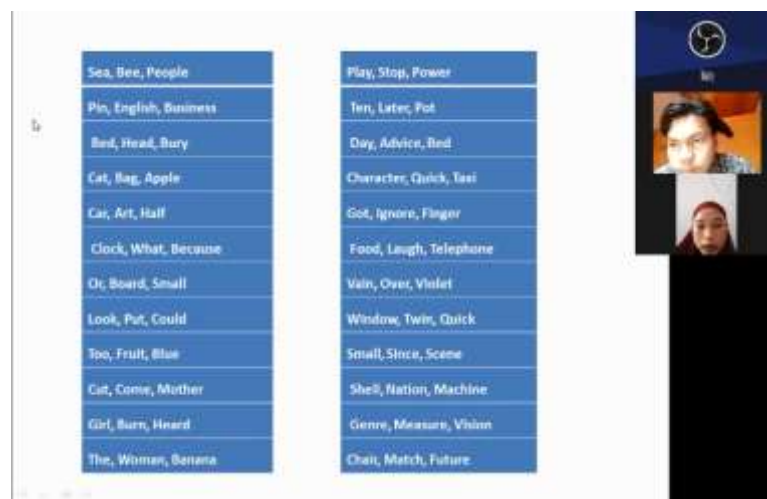 Sea, Bee, People
Pin, English, Business
Bed, Head, Bury
Cat, Bag, Apple
Car, Art, Half
Clock, What, Because
Or, Board, Small
Look, Put, Could
Too, Fruit, Blue
Cut, Come, Mother
Girl, Burn, Heard
The, Woman, Banana
Play, Stop, Power
Ten, Later, Pot
Day, Advice, Bed
Character, Quick, Taxi
Got, Ignore, Finger
Food, Laugh, Telephone
Vain, Over, Violet
Window, Twin, Quick
Small, Since, Scene
Shell, Nation, Machine
Genre, Measure, Vision
Chair, Match, Future